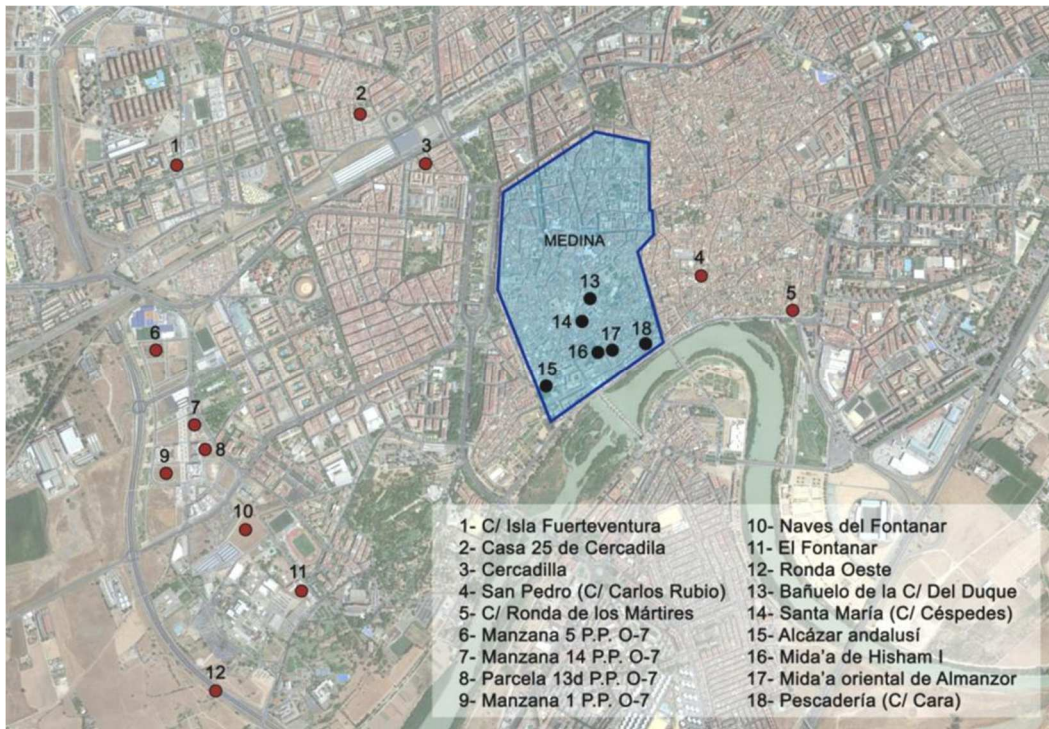 2
1
3
MEDINA
4
13
5
14
18
17
16
6
15
7
8
9
10
11
12
1- C/ Isla Fuerteventura
2- Casa 25 de Cercadila
3- Cercadilla
4- San Pedro (C/ Carlos Rubio)
5- C/ Ronda de los Mártires
6- Manzana 5 P.P. O-7
7- Manzana 14 P.P. O-7
8- Parcela 13d P.P. O-7
9- Manzana 1 P.P. O-7
10- Naves del Fontanar
11- El Fontanar
12- Ronda Oeste
13- Bañuelo de la C/ Del Duque
14- Santa María (C/ Céspedes)
15- Alcázar andalusí
16- Mida'a de Hisham I
17- Mida'a oriental de Almanzor
18- Pescadería (C/ Cara)